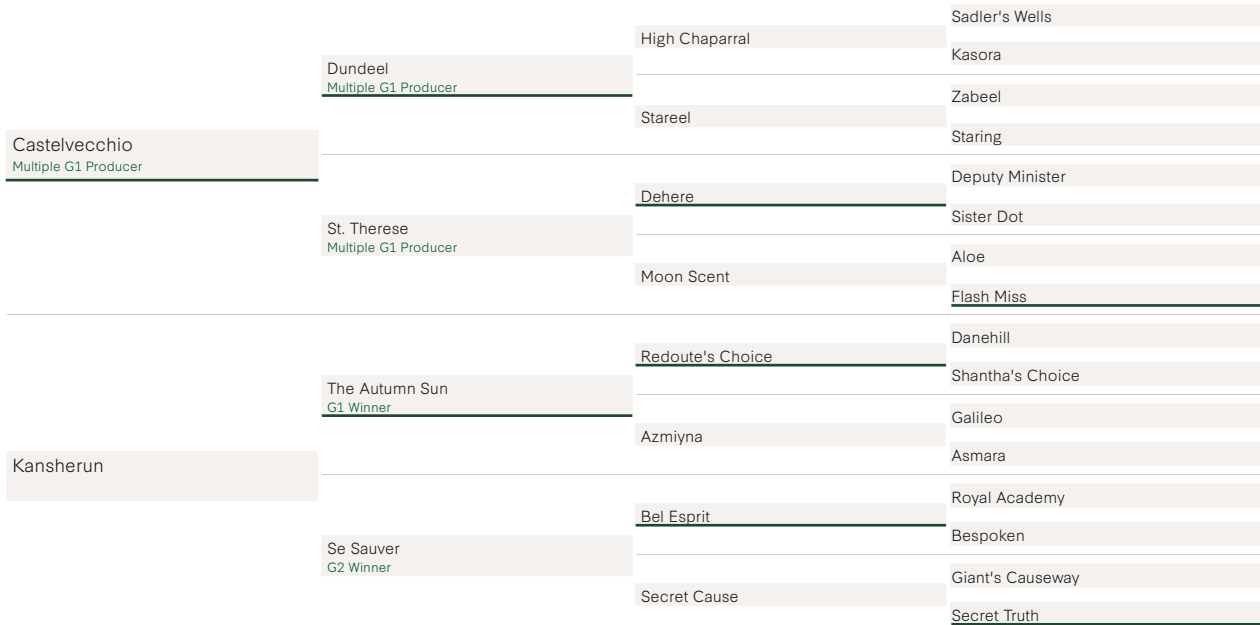 Castelvecchio
Multiple G1 Producer
Kansherun
Dundeel
Multiple G1 Producer
St. Therese
Multiple G1 Producer
The Autumn Sun
G1 Winner
Se Sauver
G2 Winner
High Chaparral
Stareel
Dehere
Moon Scent
Redoute's Choice
Azmiyna
Bel Esprit
Secret Cause
Sadler's Wells
Kasora
Zabeel
Staring
Deputy Minister
Sister Dot
Aloe
Flash Miss
Danehill
Shantha's Choice
Galileo
Asmara
Royal Academy
Bespoken
Giant's Causeway
Secret Truth